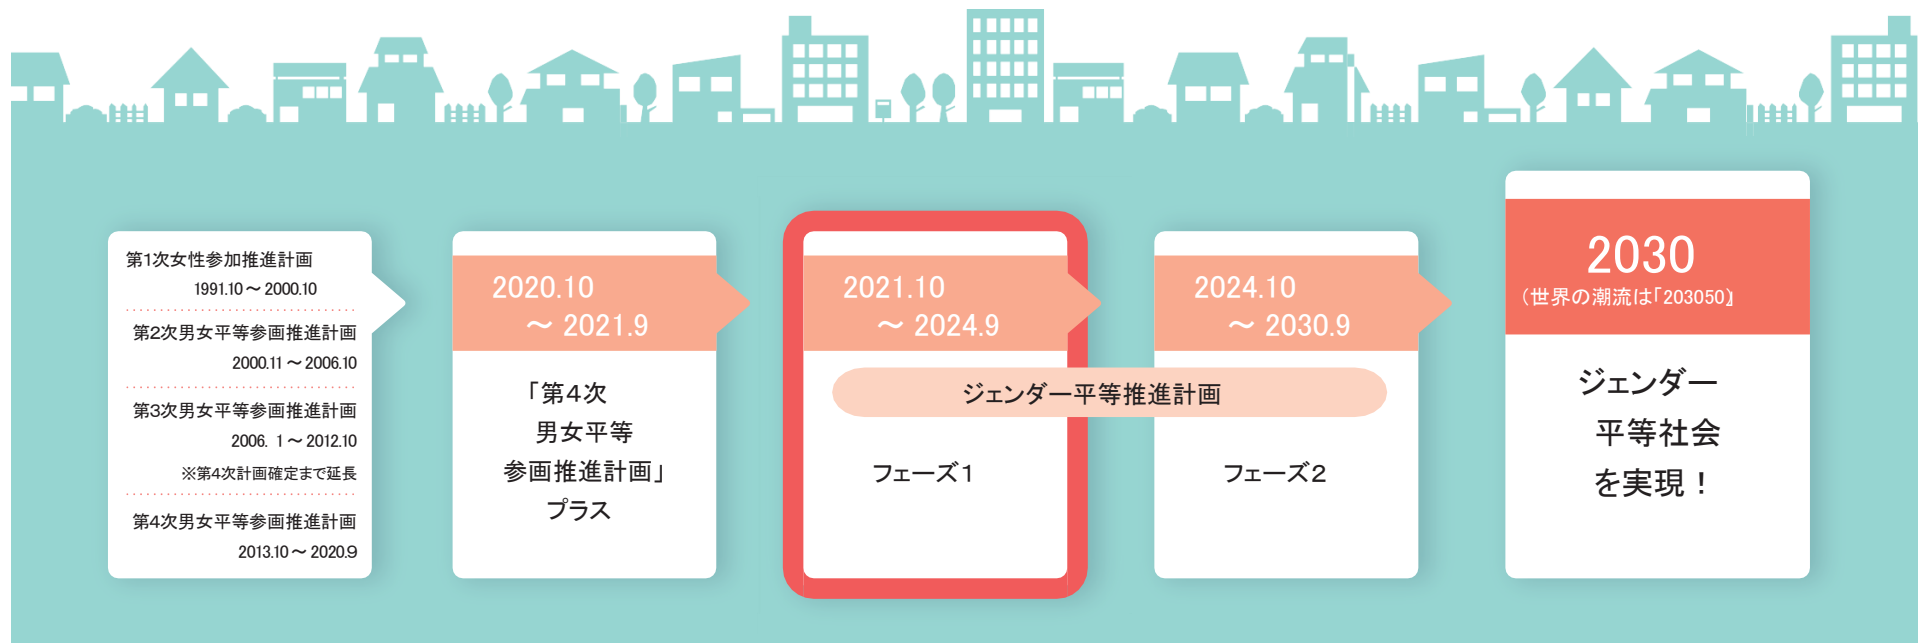 第1次女性参加推進計画
1991.10～2000.10
第2次男女平等参画推進計画
2000.11～2006.10
第3次男女平等参画推進計画
2006. 1～2012.10
※第4次計画確定まで延長
第4次男女平等参画推進計画
2013.10～2020.9
2020.10
～ 2021.9
「第４次
男女平等
参画推進計画」
プラス
2021.10
～ 2024.9
2024.10
～ 2030.9
ジェンダー平等推進計画
フェーズ１
フェーズ２
2030
（世界の潮流は「203050」）
ジェンダー
平等社会
を実現！